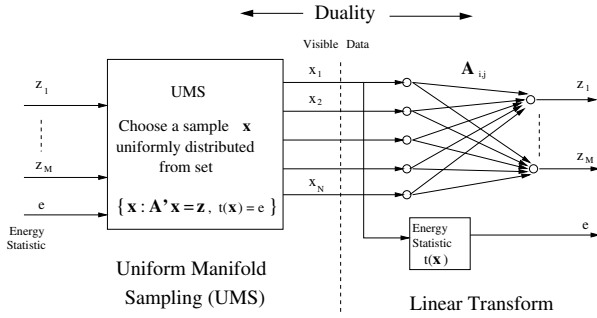 Duality
Visible Data
z1
zM
e
Energy
Statistic
UMS
Choose a sample x
uniformly distributed
from set
{ x : A'x = z, t(x) = e }
x1
x2
xN
A i,j
z1
zM
Energy
Statistic
t(x)
e
Uniform Manifold
Sampling (UMS)
Linear Transform